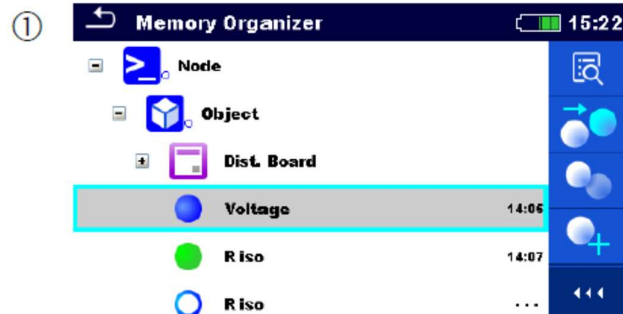 ①
Memory Organizer 15:22
>_ Node
Object
Dist. Board
Voltage 14:06
R iso 14:07
R iso ...